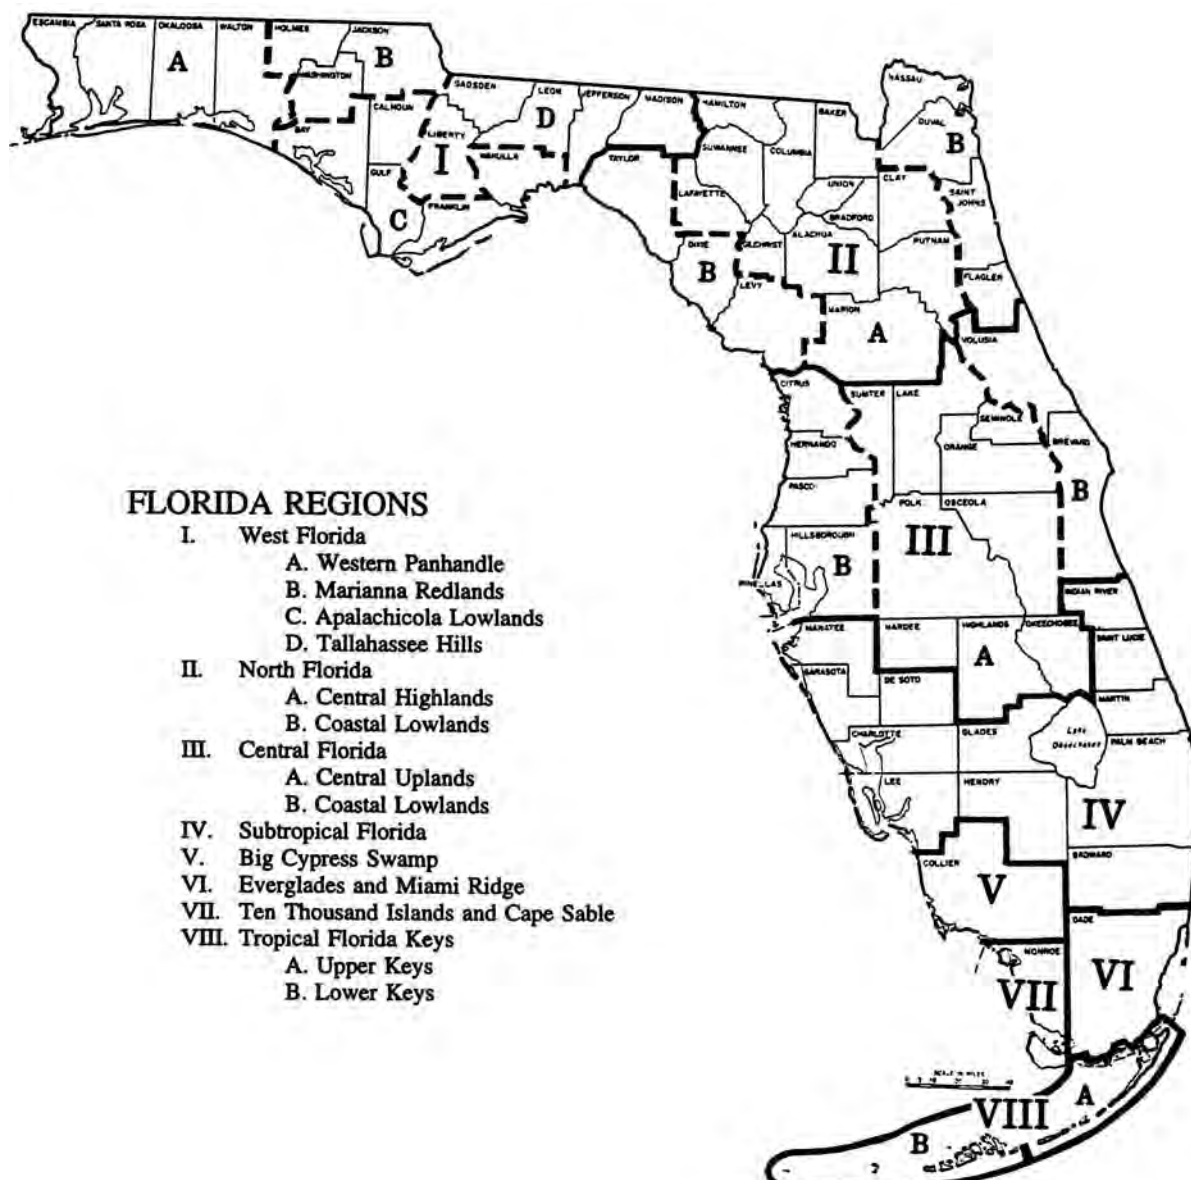 ESCAMBIA SANTA ROSA OKALOOSA WALTON HOLMES JACKSON
A
B
WASHINGTON
GADSDEN LEON JEFFERSON MADISON HAMILTON
NASSAU
BAKER
DUVAL
CALHOUN
D
B
BAY
LIBERTY
WAKULLA
TAYLOR
SUWANNEE COLUMBIA
I
GULF
CLAY
SAINT JOHNS
UNION
LAFAYETTE
FRANKLIN
C
BRADFORD
ALACHUA
PUTNAM
DIXIE GILCHRIST
II
B
FLAGLER
LEVY
MARION
A
VOLUSIA
CITRUS
SUMTER LAKE
SEMINOLE
HERNANDO
ORANGE
BREVARD
PASCO
POLK OSCEOLA
B
HILLSBOROUGH
III
B
PINELLAS
INDIAN RIVER
MANATEE HARDEE HIGHLANDS OKEECHOBEE
SAINT LUCIE
A
SARASOTA
DE SOTO
MARTIN
CHARLOTTE GLADES
Lake Okeechobee
PALM BEACH
LEE HENDRY
IV
BROWARD
COLLIER
V
DADE
MONROE
VI
VII
SCALE IN MILES
VIII
A
B
FLORIDA REGIONS
I. West Florida
A. Western Panhandle
B. Marianna Redlands
C. Apalachicola Lowlands
D. Tallahassee Hills
II. North Florida
A. Central Highlands
B. Coastal Lowlands
III. Central Florida
A. Central Uplands
B. Coastal Lowlands
IV. Subtropical Florida
V. Big Cypress Swamp
VI. Everglades and Miami Ridge
VII. Ten Thousand Islands and Cape Sable
VIII. Tropical Florida Keys
A. Upper Keys
B. Lower Keys